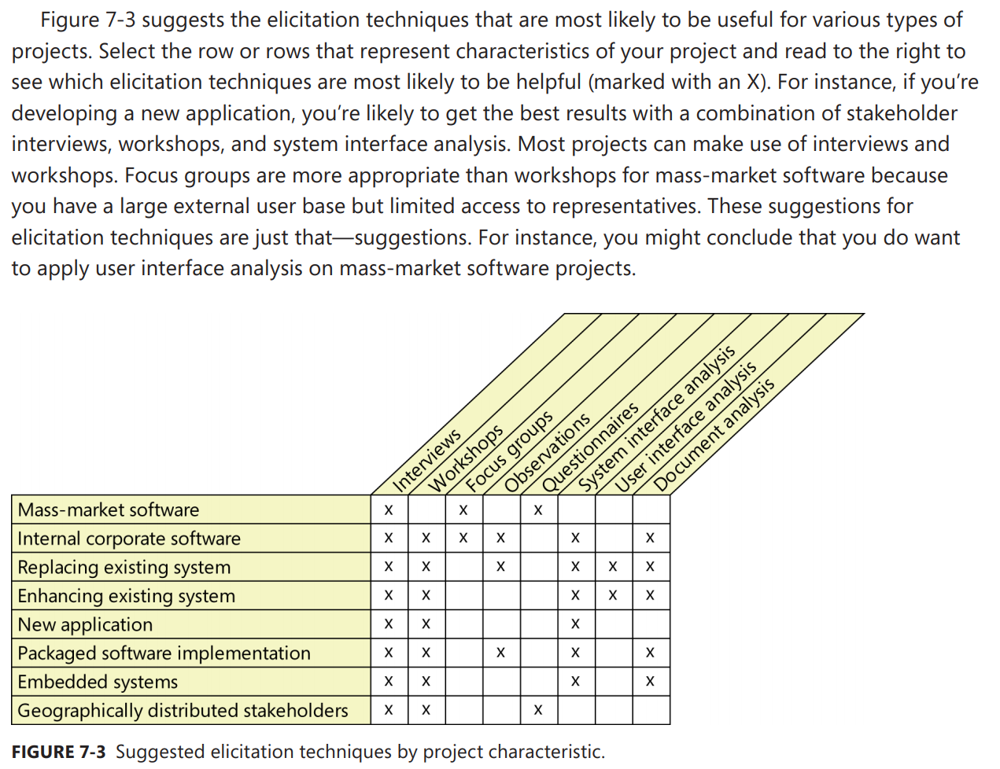 Figure 7-3 suggests the elicitation techniques that are most likely to be useful for various types of
projects. Select the row or rows that represent characteristics of your project and read to the right to
see which elicitation techniques are most likely to be helpful (marked with an X). For instance, if you’re
developing a new application, you’re likely to get the best results with a combination of stakeholder
interviews, workshops, and system interface analysis. Most projects can make use of interviews and
workshops. Focus groups are more appropriate than workshops for mass-market software because
you have a large external user base but limited access to representatives. These suggestions for
elicitation techniques are just that—suggestions. For instance, you might conclude that you do want
to apply user interface analysis on mass-market software projects.
Interviews
Workshops
Focus groups
Observations
Questionnaires
System interface analysis
User interface analysis
Document analysis
Mass-market software x x x
Internal corporate software x x x x x x
Replacing existing system x x x x x x
Enhancing existing system x x x x x
New application x x x
Packaged software implementation x x x x x
Embedded systems x x x x
Geographically distributed stakeholders x x x
FIGURE 7-3 Suggested elicitation techniques by project characteristic.